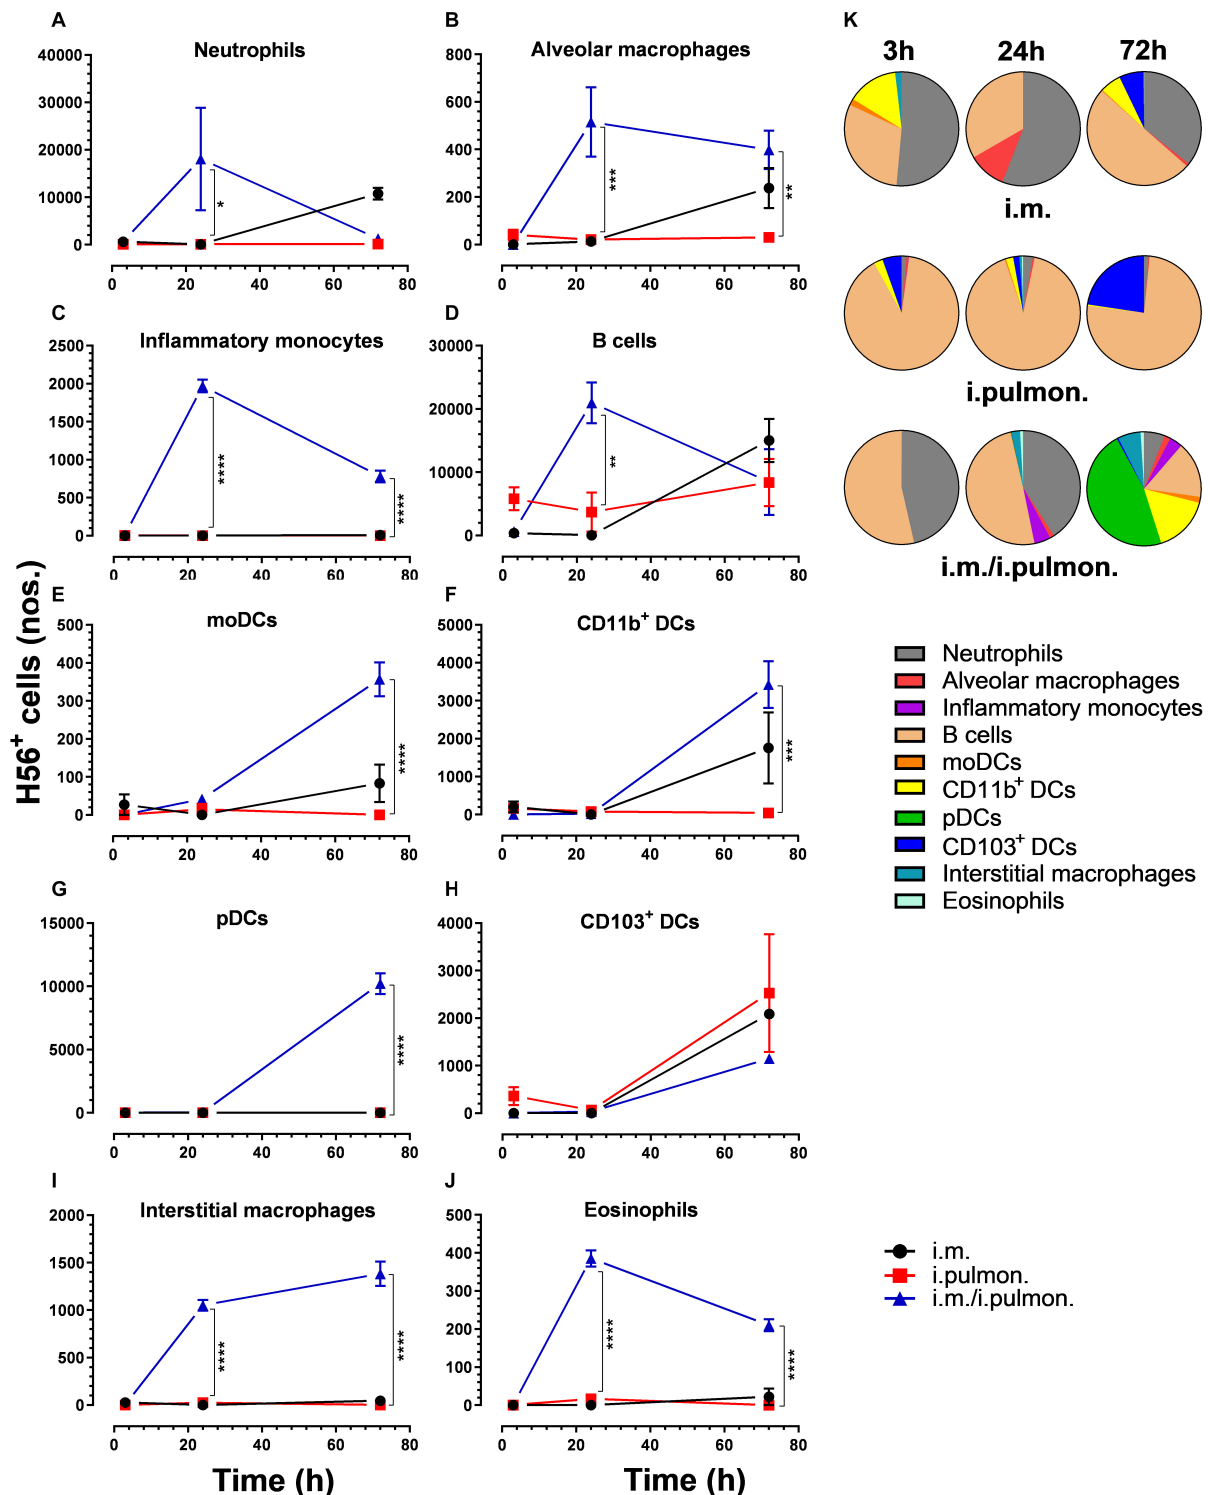 A
Neutrophils
40000
30000
20000
10000
0
*
0 20 40 60 80
B
Alveolar macrophages
800
600
400
200
0
***
**
0 20 40 60 80
C
Inflammatory monocytes
2500
2000
1500
1000
500
0
****
****
0 20 40 60 80
D
B cells
30000
20000
10000
0
**
0 20 40 60 80
E
moDCs
500
400
300
200
100
0
****
0 20 40 60 80
F
CD11b+ DCs
5000
4000
3000
2000
1000
0
***
0 20 40 60 80
G
pDCs
15000
10000
5000
0
****
0 20 40 60 80
H
CD103+ DCs
4000
3000
2000
1000
0
0 20 40 60 80
I
Interstitial macrophages
2000
1500
1000
500
0
****
****
0 20 40 60 80
J
Eosinophils
500
400
300
200
100
0
****
****
0 20 40 60 80
H56+ cells (nos.)
Time (h)
Time (h)
K
3h 24h 72h
i.m.
i.pulmon.
i.m./i.pulmon.
Neutrophils
Alveolar macrophages
Inflammatory monocytes
B cells
moDCs
CD11b+ DCs
pDCs
CD103+ DCs
Interstitial macrophages
Eosinophils
i.m.
i.pulmon.
i.m./i.pulmon.